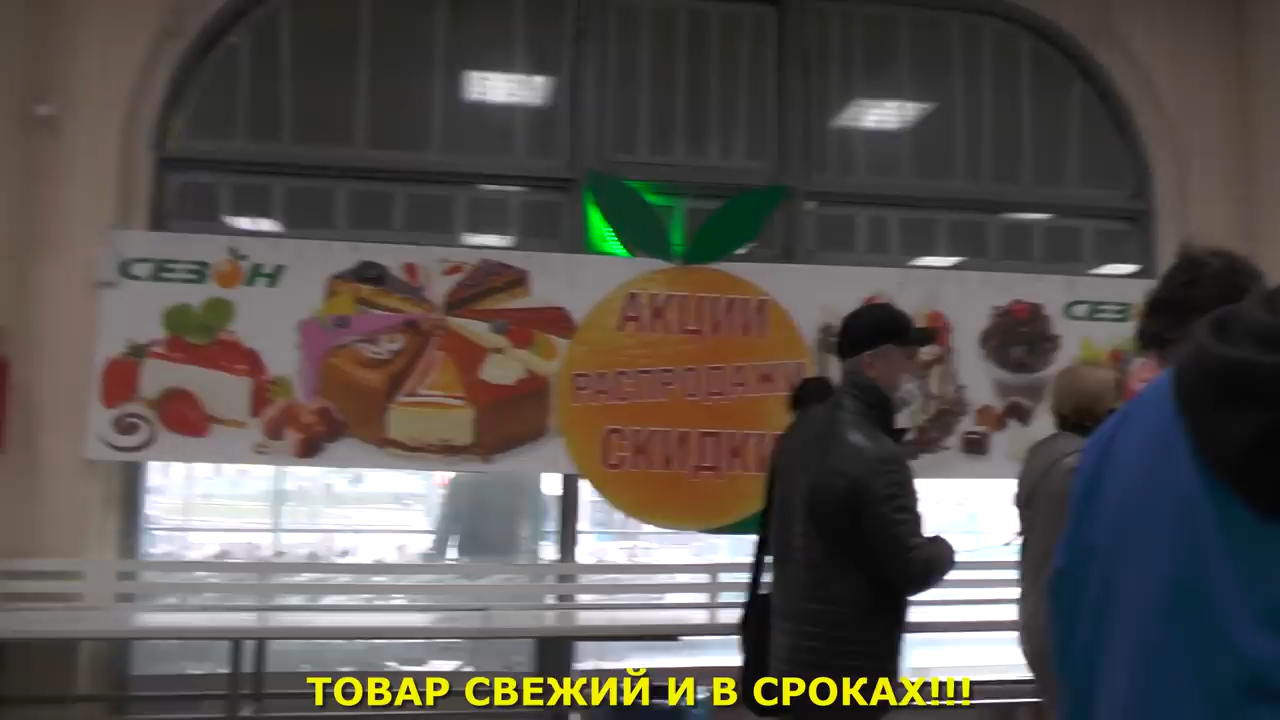 СЕЗОН
АКЦИИ
РАСПРОДАЖИ
СКИДКИ
СЕЗ
ТОВАР СВЕЖИЙ И В СРОКАХ!!!